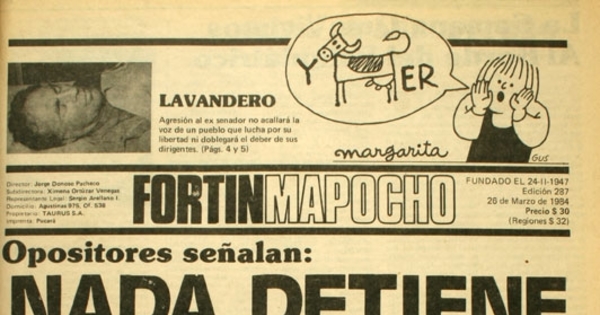 Y ER
LAVANDERO
Agresión al ex senador no acallará la
voz de un pueblo que lucha por su
libertad ni doblegará el deber de sus
dirigentes. (Págs. 4 y 5)
margarita
GUS
Director: Jorge Donoso Pacheco
Subdirectora: Ximena Ortúzar Venegas
Representante Legal: Sergio Arellano I.
Domicilio: Agustinas 975, Of. 536
Propietario: TAURUS S.A.
Imprenta: Pucará
FORTIN MAPOCHO
FUNDADO EL 24-II-1947
Edición 287
26 de Marzo de 1984
Precio $ 30
(Regiones $ 32)
Opositores señalan:
NADA DETIENE